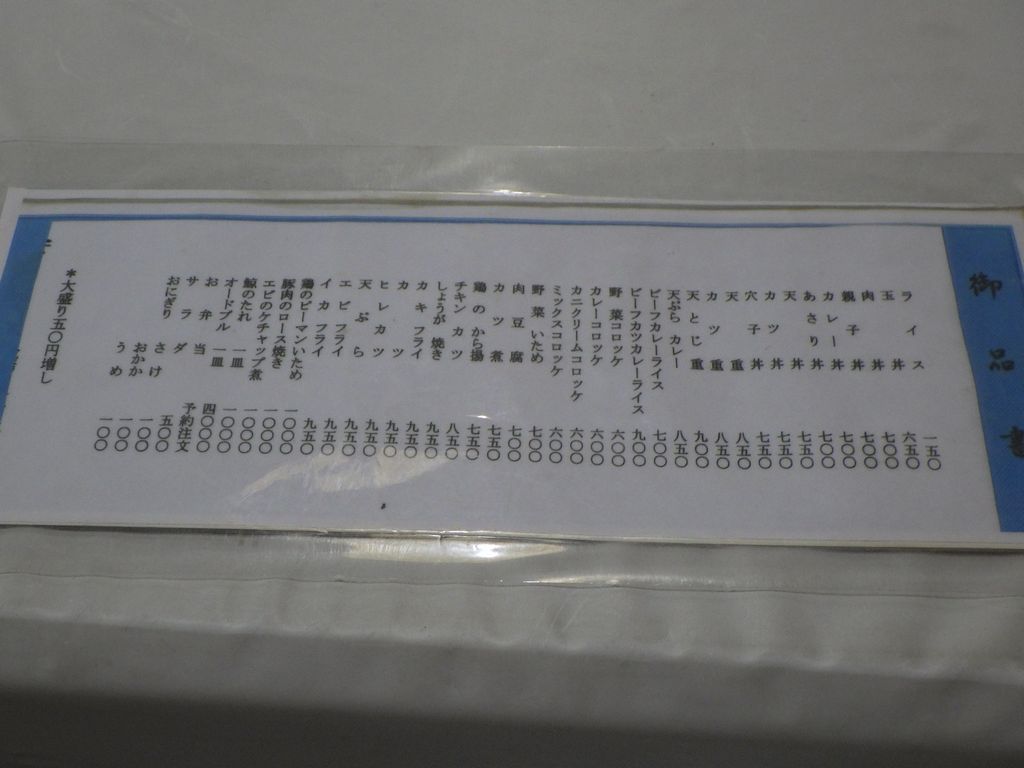 御品書
ライス 一五〇
玉丼 六五〇
肉丼 七〇〇
親子丼 七〇〇
カレー丼 七〇〇
あさり丼 七〇〇
天丼 七五〇
カツ丼 七五〇
穴子丼 七五〇
天重 八五〇
カツ重 八五〇
天とじ重 九〇〇
天ぷらカレー 八五〇
ビーフカレーライス 七〇〇
ビーフカツカレーライス 九〇〇
野菜コロッケ 六〇〇
カレーコロッケ 六〇〇
カニクリームコロッケ 六〇〇
ミックスコロッケ 六〇〇
野菜いため 七〇〇
肉豆腐 七〇〇
カツ煮 七五〇
鶏のから揚 七五〇
チキンカツ 八五〇
しょうが焼き 九五〇
カキフライ 九五〇
カツ 九五〇
ヒレカツ 九五〇
天ぷら 九五〇
エビフライ 九五〇
イカフライ 九五〇
鶏のピーマンいため 一〇〇〇
豚肉のロース焼き 一〇〇〇
エビのケチャップ煮 一〇〇〇
鯨のたれ 一〇〇〇
オードブル一皿 四〇〇〇
お弁当 予約注文
サラダ 五〇〇
おにぎり さけ 一〇〇
おかか 一〇〇
うめ 一〇〇
*大盛り五〇円増し